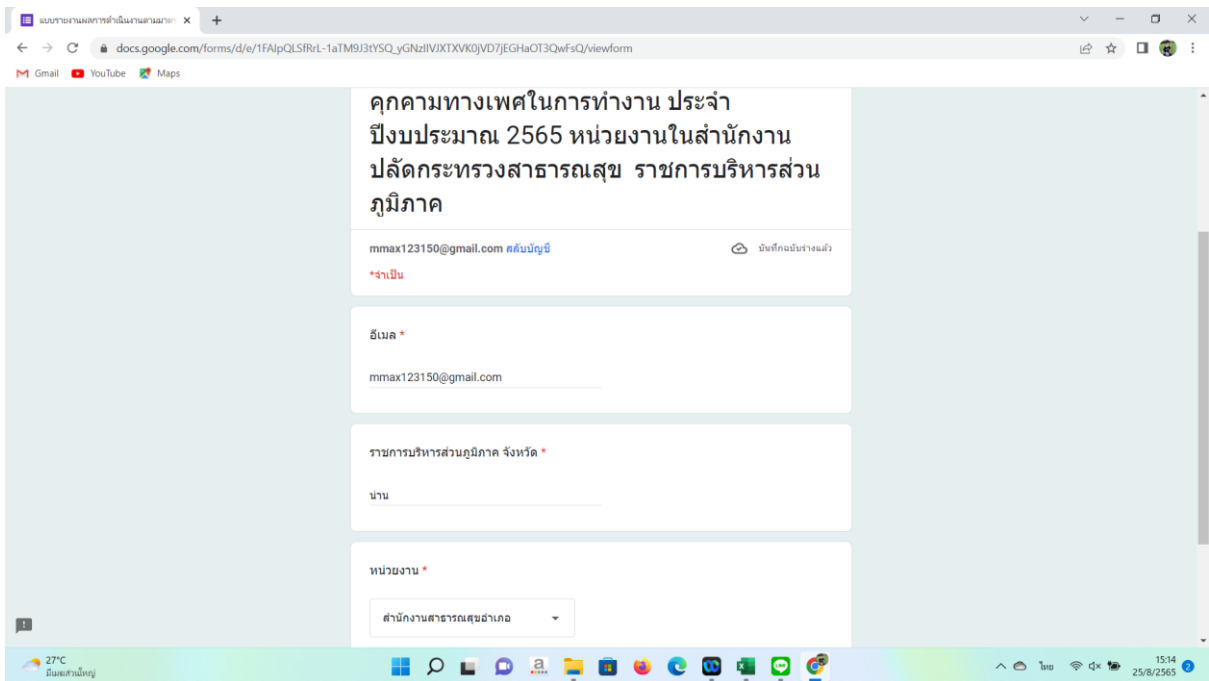 แบบรายงานผลการดำเนินงานตามมาตร
docs.google.com/forms/d/e/1FAIpQLSfRrL-1aTM9J3tYSQ_yGNzIIVJXTXVK0jVD7jEGHaOT3QwFsQ/viewform
Gmail YouTube Maps
คุกคามทางเพศในการทำงาน ประจำ
ปีงบประมาณ 2565 หน่วยงานในสำนักงาน
ปลัดกระทรวงสาธารณสุข ราชการบริหารส่วน
ภูมิภาค
mmax123150@gmail.com สลับบัญชี บันทึกฉบับร่างแล้ว
*จำเป็น
อีเมล *
mmax123150@gmail.com
ราชการบริหารส่วนภูมิภาค จังหวัด *
น่าน
หน่วยงาน *
สำนักงานสาธารณสุขอำเภอ
27°C
มีเมฆส่วนใหญ่
ไทย
15:14
25/8/2565 2